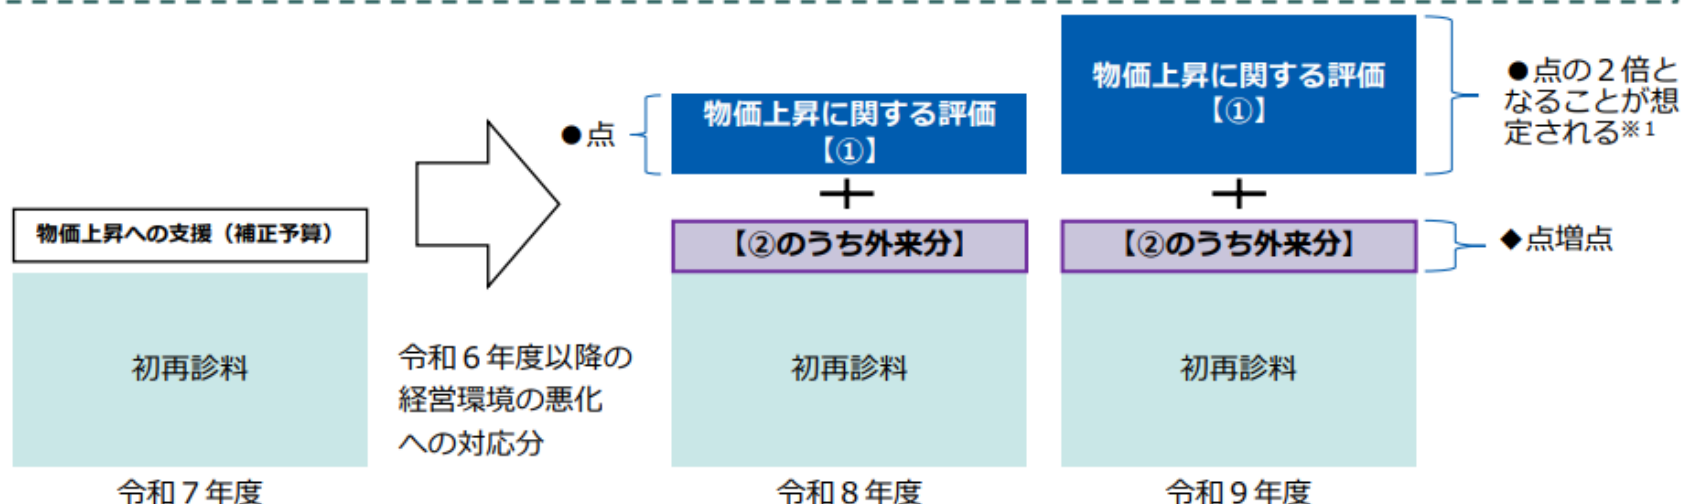 物価上昇に関する評価
【①】
●点の2倍と
なることが想
定される※1
物価上昇に関する評価
【①】
●点
+
+
物価上昇への支援（補正予算）
【②のうち外来分】
【②のうち外来分】
◆点増点
初再診料
令和6年度以降の
経営環境の悪化
への対応分
初再診料
初再診料
令和7年度
令和8年度
令和9年度